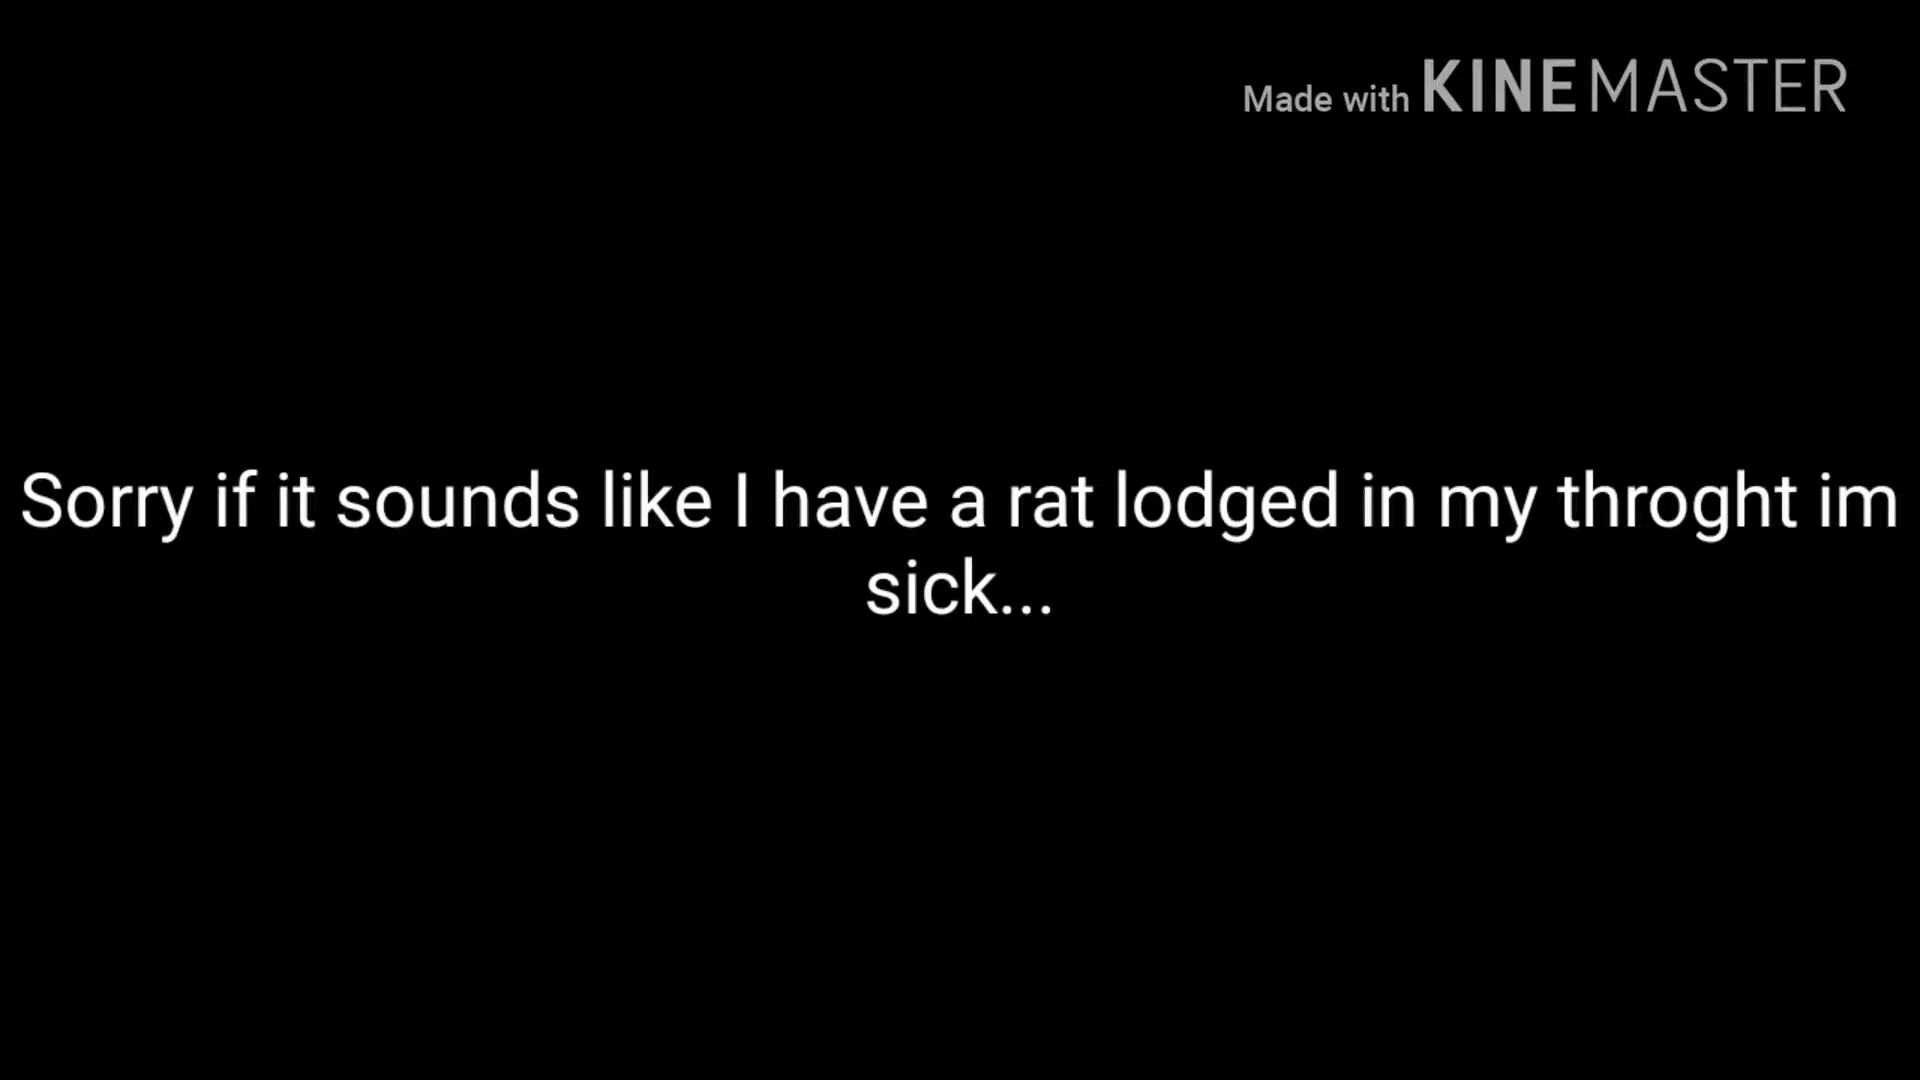 Made with KINEMASTER
Sorry if it sounds like I have a rat lodged in my throght im
sick...